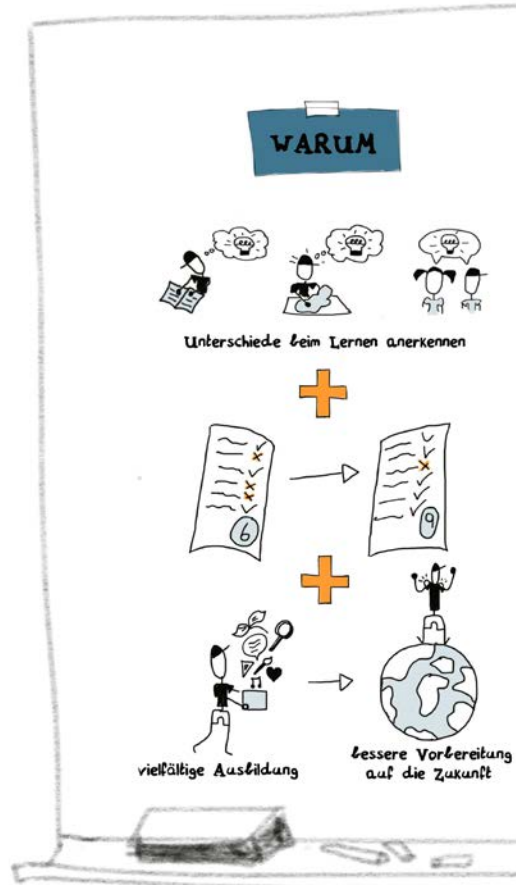 WARUM
Unterschiede beim Lernen anerkennen
6
9
vielfältige Ausbildung
bessere Vorbereitung
auf die Zukunft